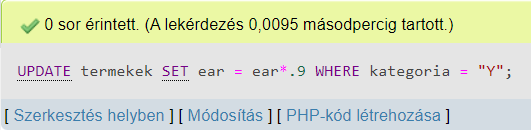 0 sor érintett. (A lekérdezés 0,0095 másodpercig tartott.)
UPDATE termekek SET ear = ear*.9 WHERE kategoria = "Y";
[ Szerkesztés helyben ] [ Módosítás ] [ PHP-kód létrehozása ]